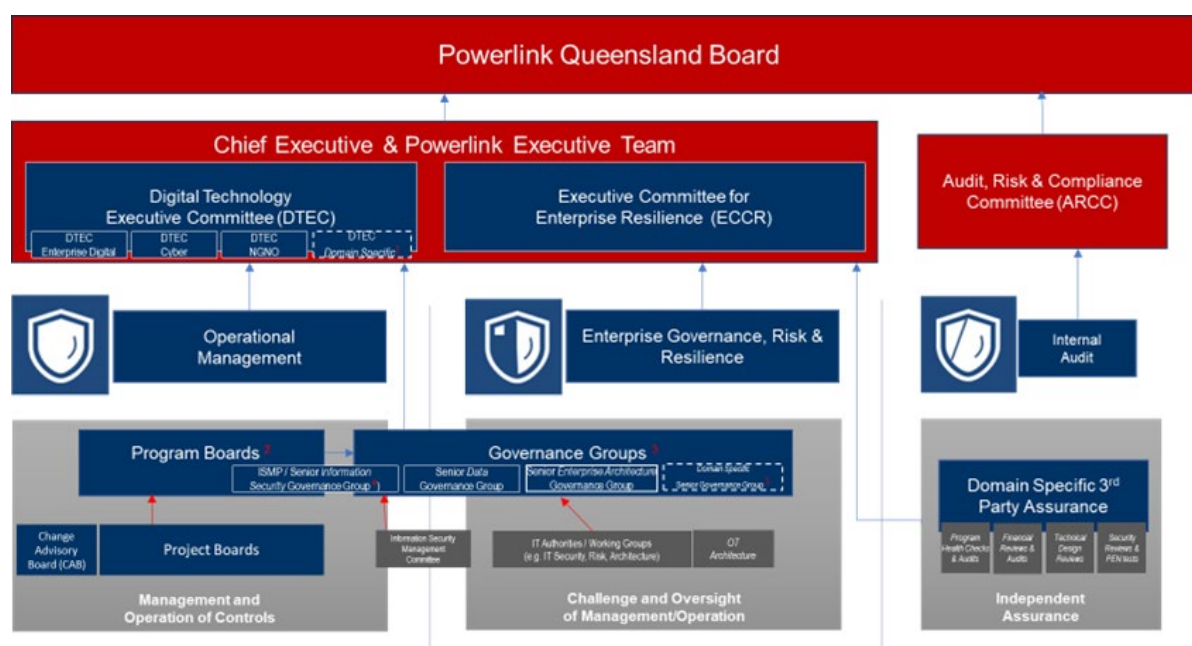 Powerlink Queensland Board
Chief Executive & Powerlink Executive Team
Digital Technology
Executive Committee (DTEC)
DTEC
Enterprise Digital
DTEC
Cyber
DTEC
NGNO
DTEC
Domain Specific
Executive Committee for
Enterprise Resilience (ECCR)
Audit, Risk & Compliance
Committee (ARCC)
Operational
Management
Enterprise Governance, Risk &
Resilience
Internal
Audit
Program Boards 2
Governance Groups 3
ISMP / Senior Information
Security Governance Group )
Senior Data
Governance Group
Senior Enterprise Architecture
Governance Group
Domain Specific
Senior Governance Group
Change
Advisory
Board (CAB)
Project Boards
Information Security
Management
Committee
IT Authorities / Working Groups
(e.g. IT Security, Risk, Architecture)
OT
Architecture
Domain Specific 3rd
Party Assurance
Program
Health Checks
& Audits
Financial
Reviews &
Audits
Technical
Design
Reviews
Security
Reviews &
PEN tests
Management and
Operation of Controls
Challenge and Oversight
of Management/Operation
Independent
Assurance